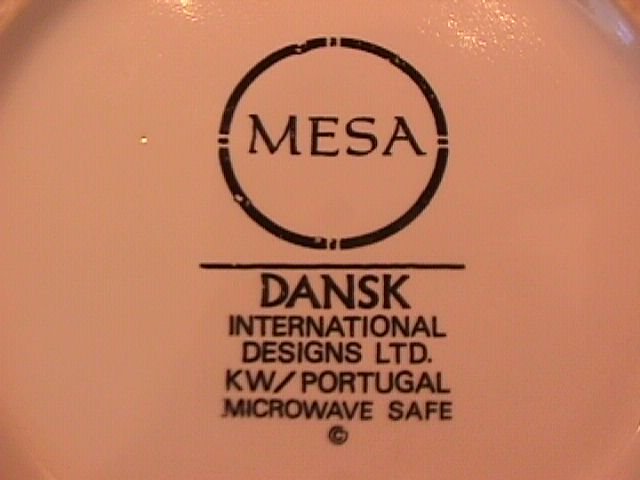 MESA
DANSK
INTERNATIONAL
DESIGNS LTD.
KW/PORTUGAL
MICROWAVE SAFE
©